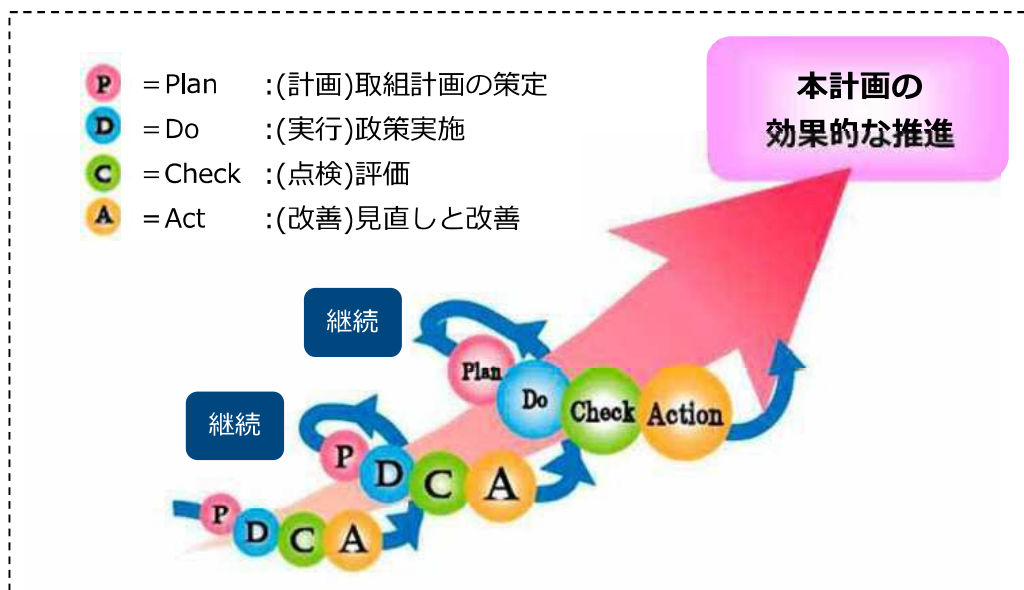 P =Plan :(計画)取組計画の策定
D =Do :(実行)政策実施
C =Check :(点検)評価
A =Act :(改善)見直しと改善
本計画の
効果的な推進
継続
Plan Do Check Action
継続
P D C A
P D C A